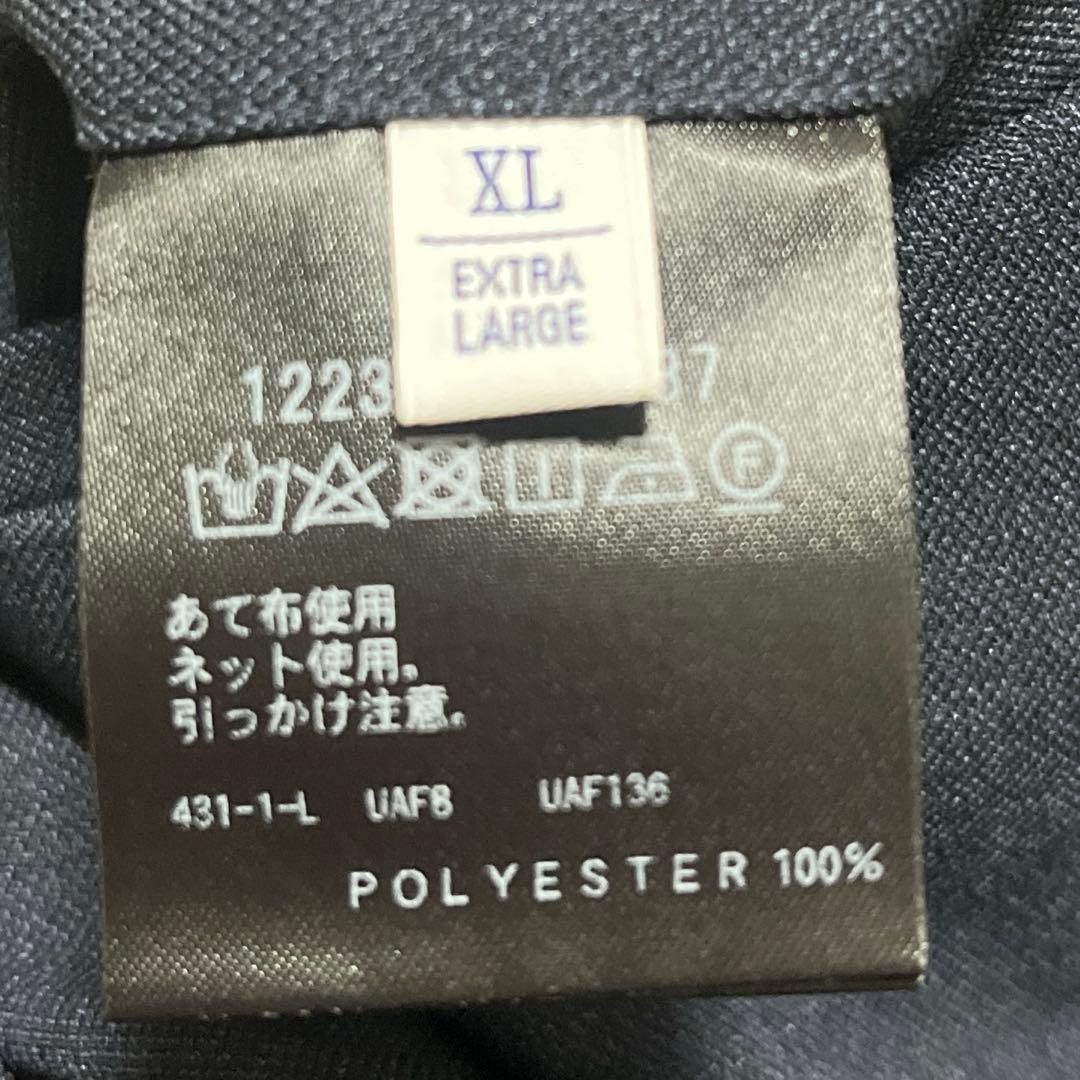 XL
EXTRA
LARGE
1223 37
F
あて布使用
ネット使用。
引っかけ注意。
431-1-L UAF8 UAF136
POLYESTER 100%